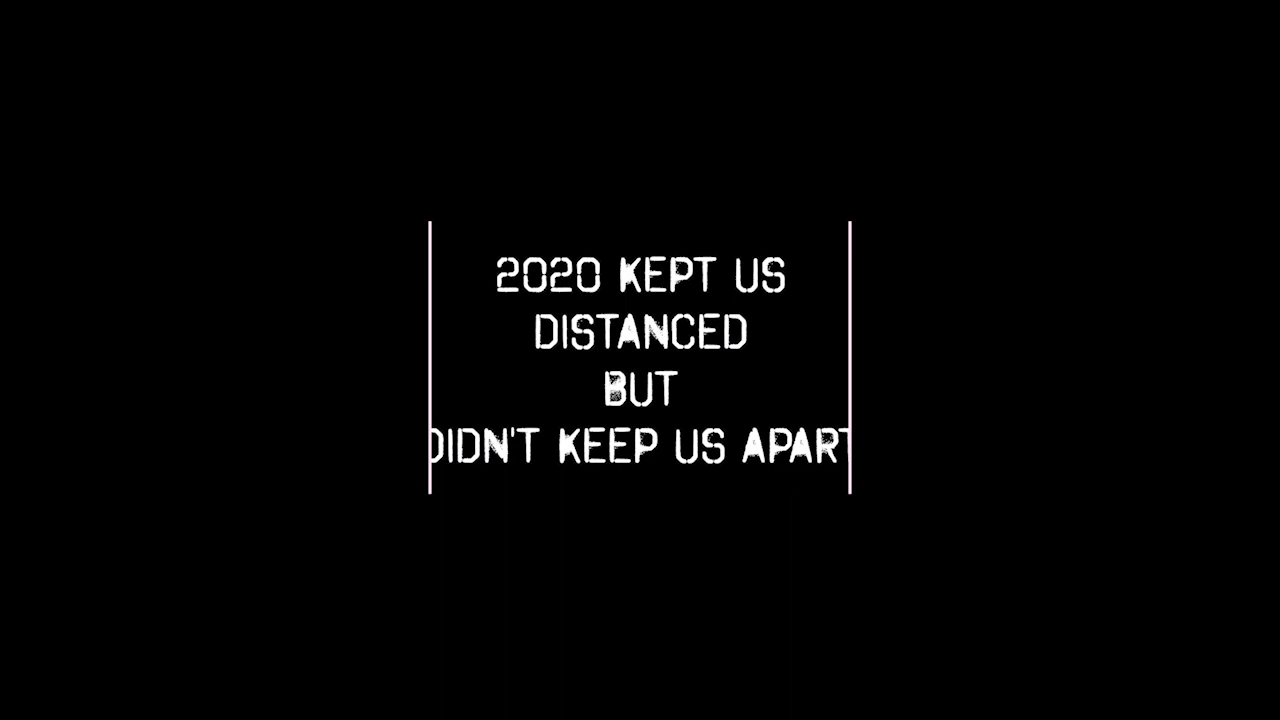 2020 KEPT US
DISTANCED
BUT
DIDN'T KEEP US APART